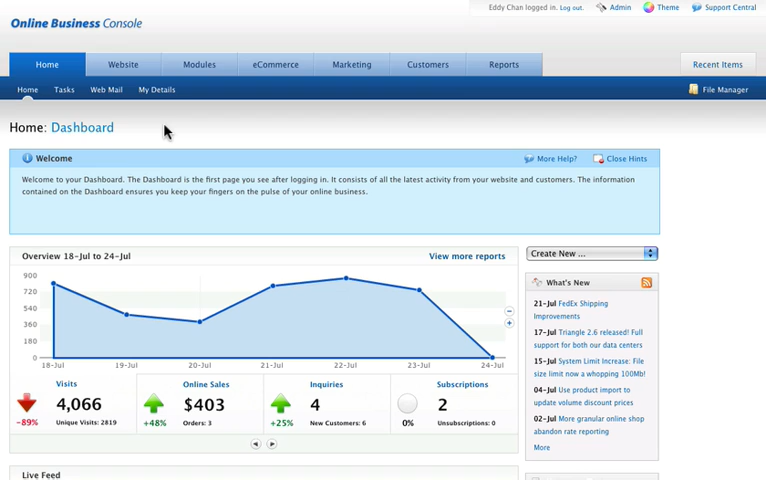 Eddy Chan logged in. Log out. Admin Theme Support Central
Online Business Console
Home Website Modules eCommerce Marketing Customers Reports Recent Items
Home Tasks Web Mail My Details File Manager
Home: Dashboard
Welcome More Help? Close Hints
Welcome to your Dashboard. The Dashboard is the first page you see after logging in. It consists of all the latest activity from your website and customers. The information
contained on the Dashboard ensures you keep your fingers on the pulse of your online business.
Overview 18-Jul to 24-Jul View more reports
900
720
540
360
180
0
18-Jul 19-Jul 20-Jul 21-Jul 22-Jul 23-Jul 24-Jul
Visits
4,066
-89% Unique Visits: 2819
Online Sales
$403
+48% Orders: 3
Inquiries
4
+25% New Customers: 6
Subscriptions
2
0% Unsubscriptions: 0
Live Feed
Create New ...
What's New
21-Jul FedEx Shipping
Improvements
17-Jul Triangle 2.6 released! Full
support for both our data centers
15-Jul System Limit Increase: File
size limit now a whopping 100Mb!
04-Jul Use product import to
update volume discount prices
02-Jul More granular online shop
abandon rate reporting
More